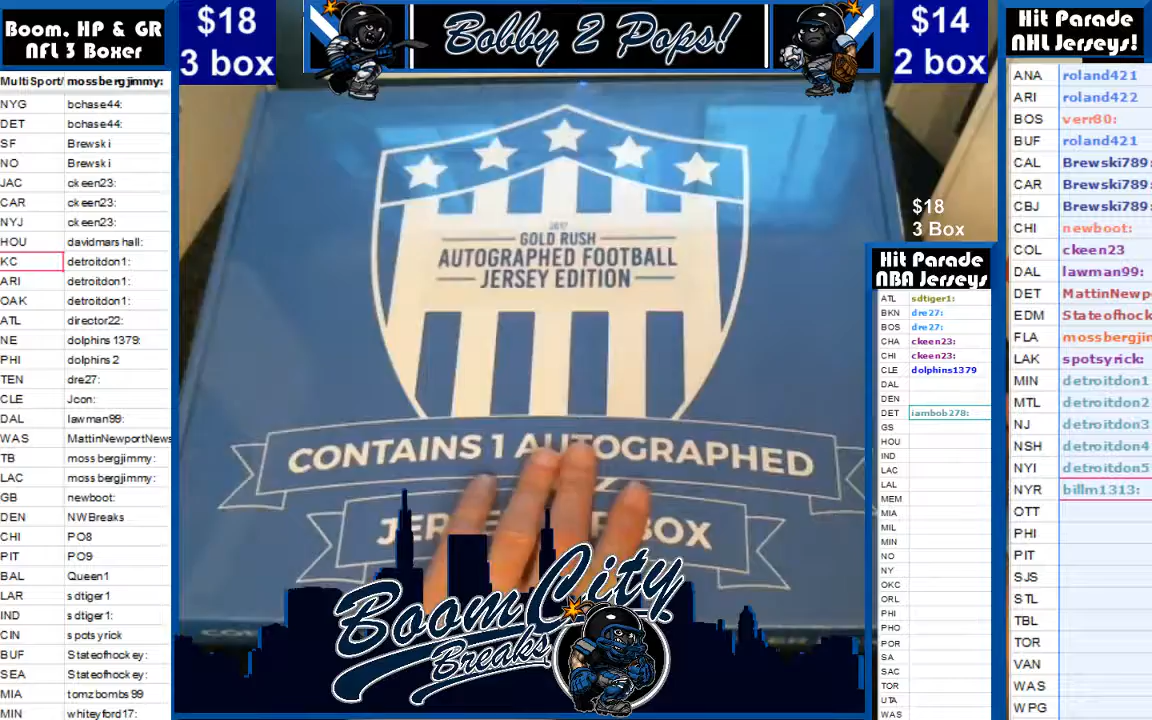 Boom, HP & GR
NFL 3 Boxer
MultiSport/ mossbergjimmy:
NYG bchase44:
DET bchase44:
SF Brewski
NO Brewski
JAC ckeen23:
CAR ckeen23:
NYJ ckeen23:
HOU davidmarshall:
KC detroitdon1:
ARI detroitdon1:
OAK detroitdon1:
ATL director22:
NE dolphins 1379:
PHI dolphins 2
TEN dre27:
CLE Jcon:
DAL lawman99:
WAS MattinNewportNews
TB mossbergjimmy:
LAC mossbergjimmy:
GB newboot:
DEN NWBreaks
CHI PO8
PIT PO9
BAL Queen1
LAR sdtiger1
IND sdtiger1:
CIN spotsyrick
BUF Stateofhockey:
SEA Stateofhockey:
MIA tomzbombs99
MIN whiteyford17:
$18
3 box
Bobby 2 Pops!
$14
2 box
2017
GOLD RUSH
AUTOGRAPHED FOOTBALL
JERSEY EDITION
CONTAINS 1 AUTOGRAPHED
BOX
Boom City
Breaks
$18
3 Box
Hit Parade
NBA Jerseys
ATL sdtiger1:
BKN dre27:
BOS dre27:
CHA ckeen23:
CHI ckeen23:
CLE dolphins1379
DAL
DEN
DET iambob278:
GS
HOU
IND
LAC
LAL
MEM
MIA
MIL
MIN
NO
NY
OKC
ORL
PHI
PHO
POR
SA
SAC
TOR
UTA
WAS
Hit Parade
NHL Jerseys!
ANA roland421
ARI roland422
BOS verr80:
BUF roland421
CAL Brewski789:
CAR Brewski789:
CBJ Brewski789:
CHI newboot:
COL ckeen23
DAL lawman99:
DET MattinNewp
EDM Stateofhock
FLA mossbergjim
LAK spotsyrick:
MIN detroitdon1
MTL detroitdon2
NJ detroitdon3
NSH detroitdon4
NYI detroitdon5
NYR billm1313:
OTT
PHI
PIT
SJS
STL
TBL
TOR
VAN
WAS
WPG